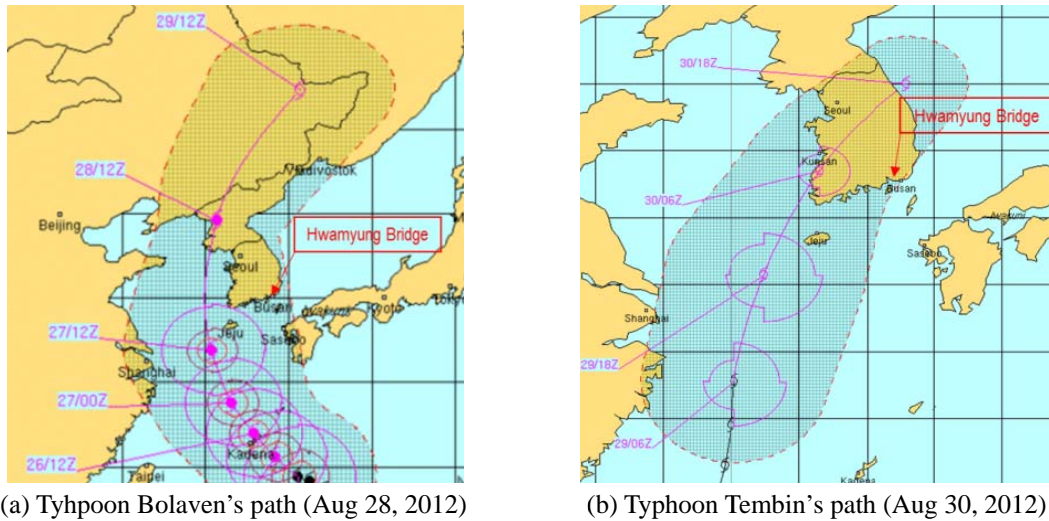 29/12Z
28/12Z
Vladivostok
Beijing
Hwamyung Bridge
Seoul
Busan
Iwakuni
Kyoto
27/12Z
Jeju
Sasebo
Shanghai
27/00Z
Kadena
26/12Z
Taipei
(a) Tyhpoon Bolaven’s path (Aug 28, 2012)
30/18Z
Seoul
Hwamyung Bridge
Kunsan
30/06Z
Busan
Iwakuni
Jeju
Sasebo
Shanghai
29/18Z
29/06Z
Kadena
(b) Typhoon Tembin’s path (Aug 30, 2012)